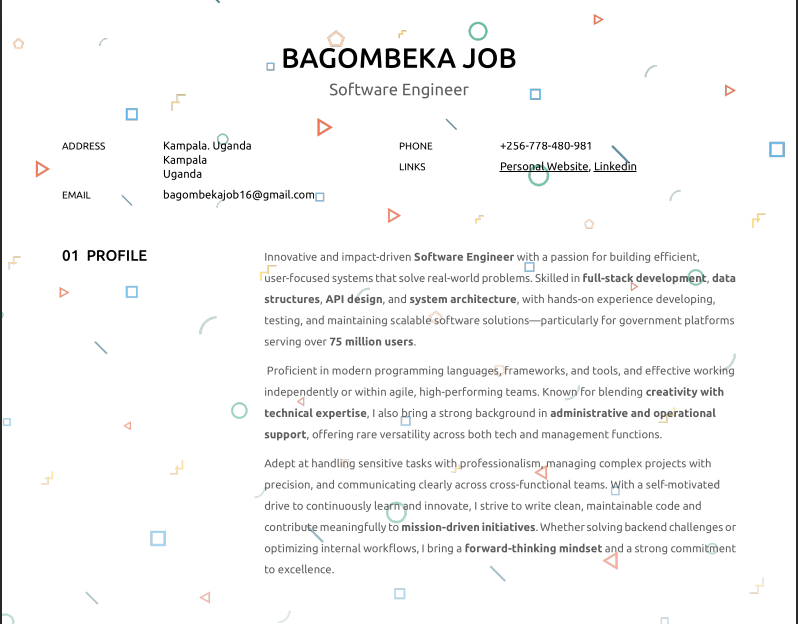 BAGOMBEKA JOB
Software Engineer
ADDRESS
Kampala. Uganda
Kampala
Uganda
PHONE
+256-778-480-981
LINKS
Personal Website, Linkedin
EMAIL
bagombekajob16@gmail.com
01 PROFILE
Innovative and impact-driven Software Engineer with a passion for building efficient,
user-focused systems that solve real-world problems. Skilled in full-stack development, data
structures, API design, and system architecture, with hands-on experience developing,
testing, and maintaining scalable software solutions—particularly for government platforms
serving over 75 million users.
Proficient in modern programming languages, frameworks, and tools, and effective working
independently or within agile, high-performing teams. Known for blending creativity with
technical expertise, I also bring a strong background in administrative and operational
support, offering rare versatility across both tech and management functions.
Adept at handling sensitive tasks with professionalism, managing complex projects with
precision, and communicating clearly across cross-functional teams. With a self-motivated
drive to continuously learn and innovate, I strive to write clean, maintainable code and
contribute meaningfully to mission-driven initiatives. Whether solving backend challenges or
optimizing internal workflows, I bring a forward-thinking mindset and a strong commitment
to excellence.